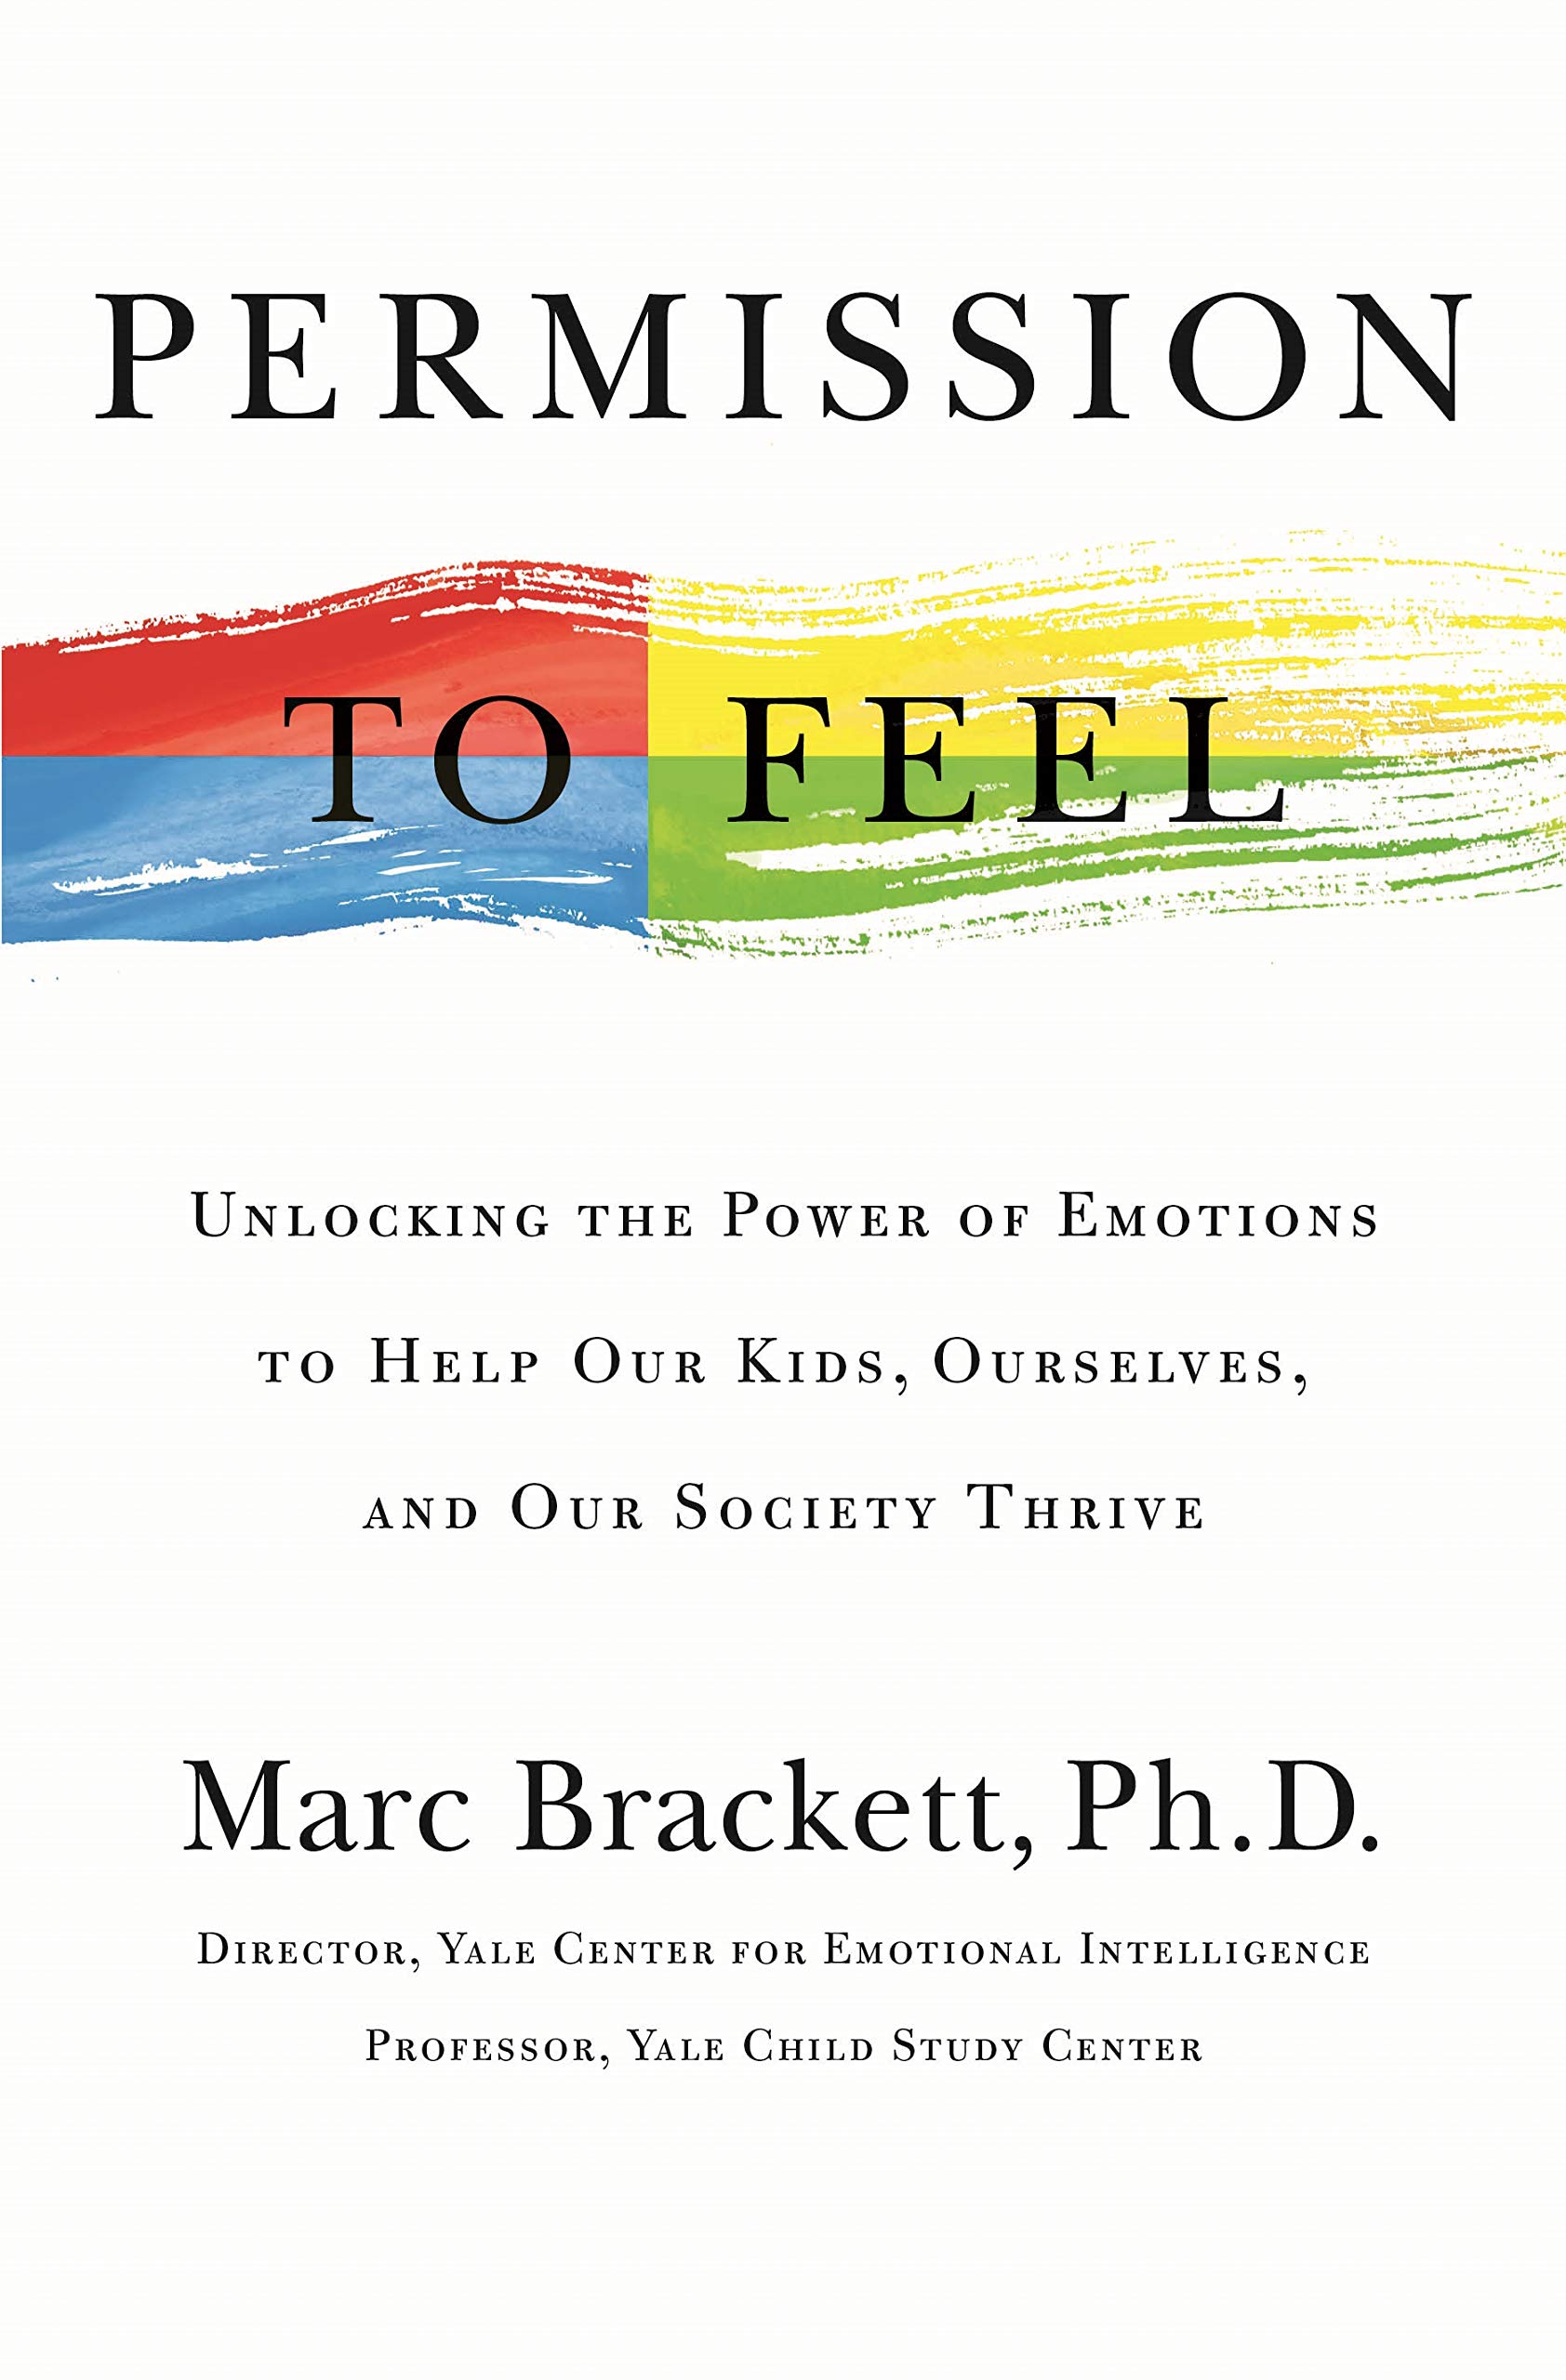 PERMISSION
TO FEEL
Unlocking the Power of Emotions
to Help Our Kids, Ourselves,
and Our Society Thrive
Marc Brackett, Ph.D.
Director, Yale Center for Emotional Intelligence
Professor, Yale Child Study Center